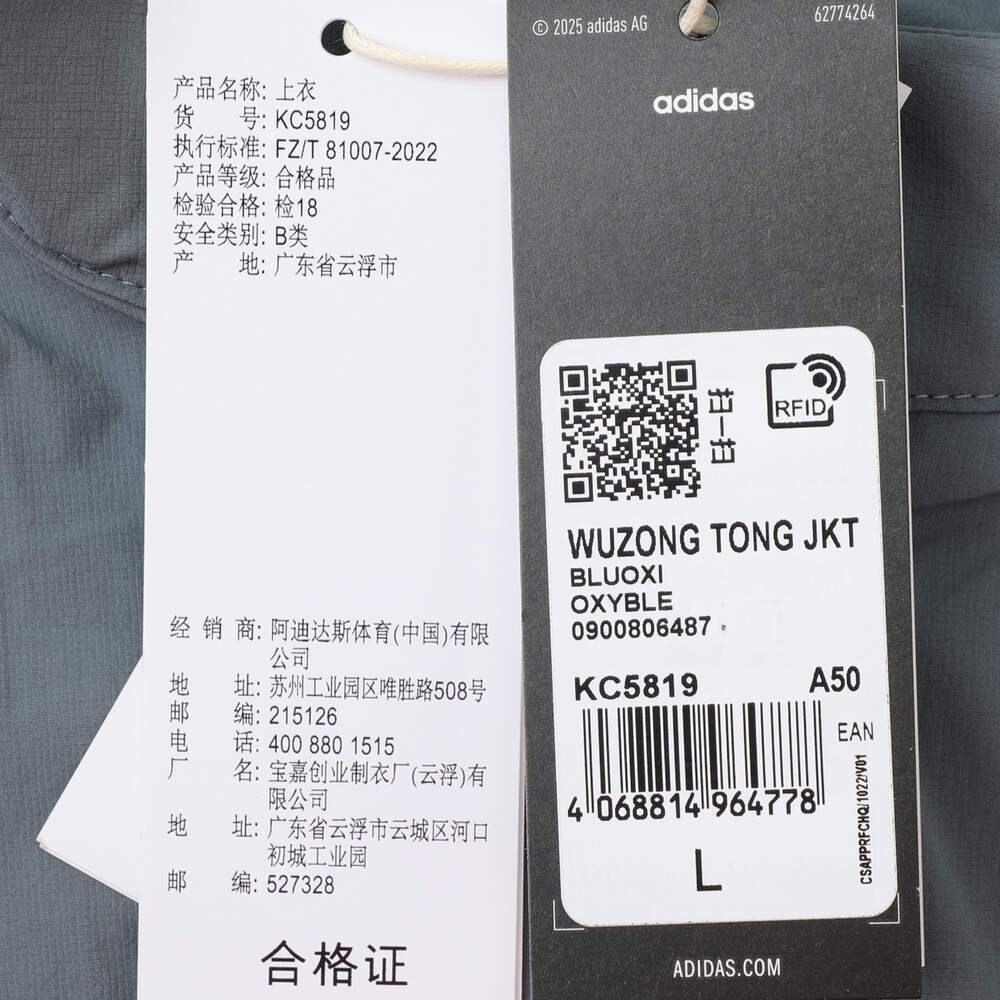 产品名称: 上衣
货 号: KC5819
执行标准: FZ/T 81007-2022
产品等级: 合格品
检验合格: 检18
安全类别: B类
产 地: 广东省云浮市
经 销 商: 阿迪达斯体育(中国)有限
公司
地 址: 苏州工业园区唯胜路508号
邮 编: 215126
电 话: 400 880 1515
厂 名: 宝嘉创业制衣厂(云浮)有
限公司
地 址: 广东省云浮市云城区河口
初城工业园
邮 编: 527328
合格证
© 2025 adidas AG
62774264
adidas
RFID
WUZONG TONG JKT
BLUOXI
OXYBLE
0900806487
KC5819 A50
EAN
4 068814 964778
CSAPPRFCHQ/1022/V01
L
ADIDAS.COM